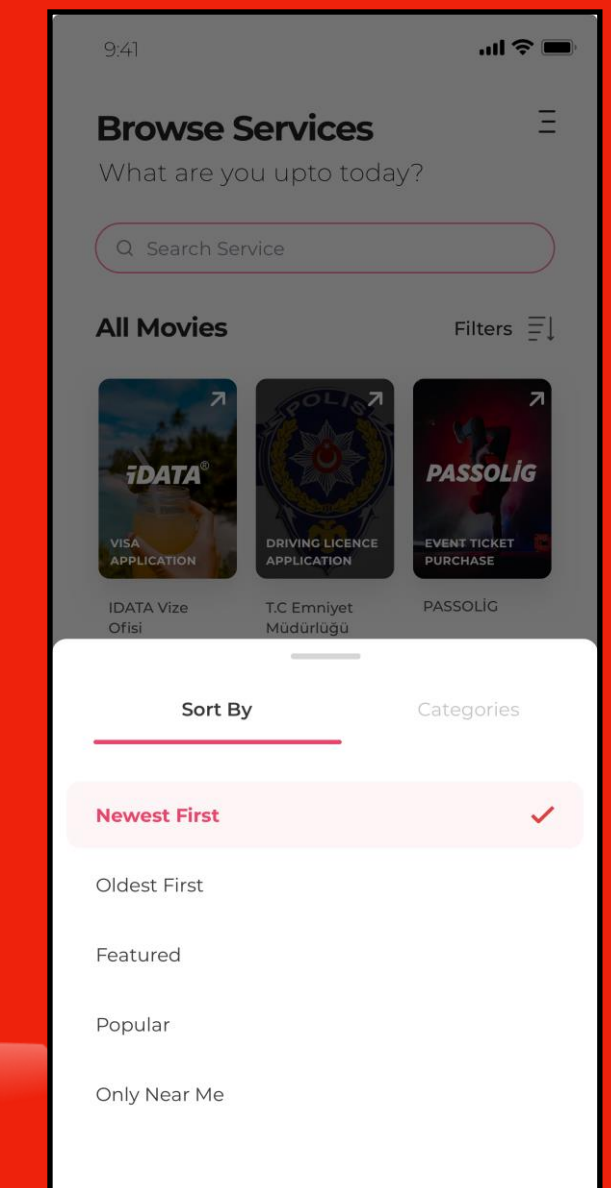 9:41
Browse Services
What are you upto today?
Search Service
All Movies
Filters
iDATA®
VISA
APPLICATION
POLİS
DRIVING LICENCE
APPLICATION
PASSOLİG
EVENT TICKET
PURCHASE
IDATA Vize
Ofisi
T.C Emniyet
Müdürlüğü
PASSOLİG
Sort By
Categories
Newest First
Oldest First
Featured
Popular
Only Near Me